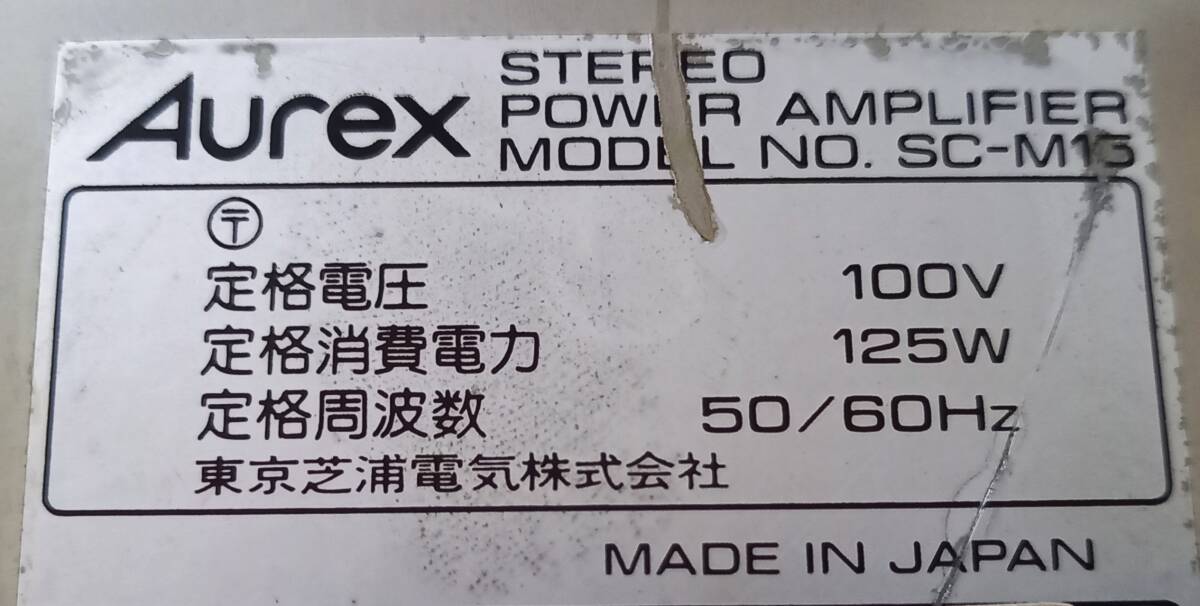 Aurex
STEREO
POWER AMPLIFIER
MODEL NO. SC-M15
〶
定格電圧 100V
定格消費電力 125W
定格周波数 50/60Hz
東京芝浦電気株式会社
MADE IN JAPAN